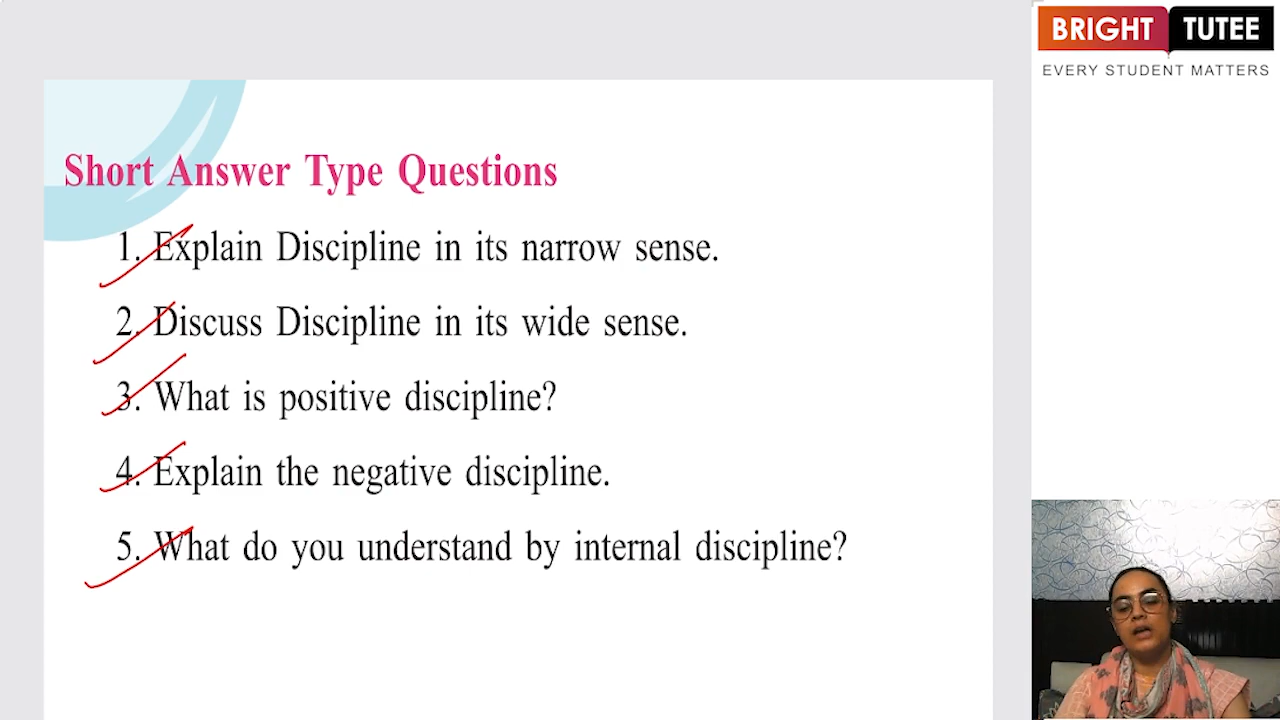 BRIGHT TUTEE
EVERY STUDENT MATTERS
Short Answer Type Questions
1. Explain Discipline in its narrow sense.
2. Discuss Discipline in its wide sense.
3. What is positive discipline?
4. Explain the negative discipline.
5. What do you understand by internal discipline?